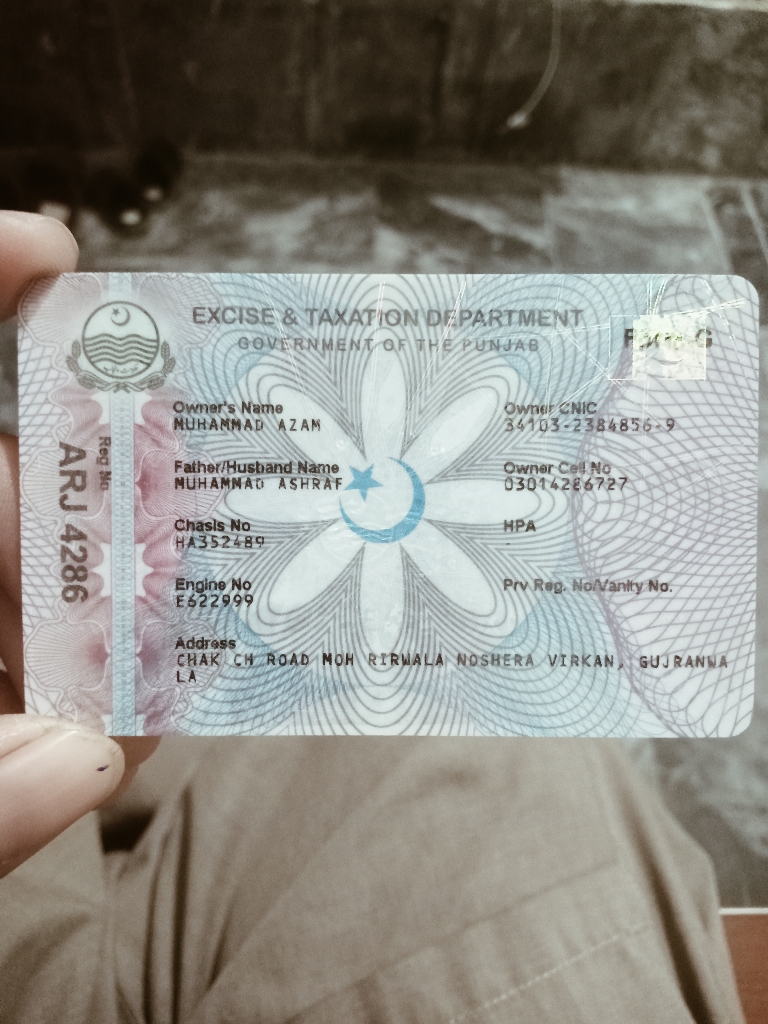 EXCISE & TAXATION DEPARTMENT
GOVERNMENT OF THE PUNJAB
Reg No
ARJ 4286
Owner's Name
MUHAMMAD AZAM
Owner CNIC
34103-2384856-9
Father/Husband Name
MUHAMMAD ASHRAF
Owner Cell No
03014286727
Chasis No
HA352489
HPA
-
Engine No
E622999
Prv Reg. No/Vanity No.
Address
CHAK CH ROAD MOH RIRWALA NOSHERA VIRKAN, GUJRANWA
LA